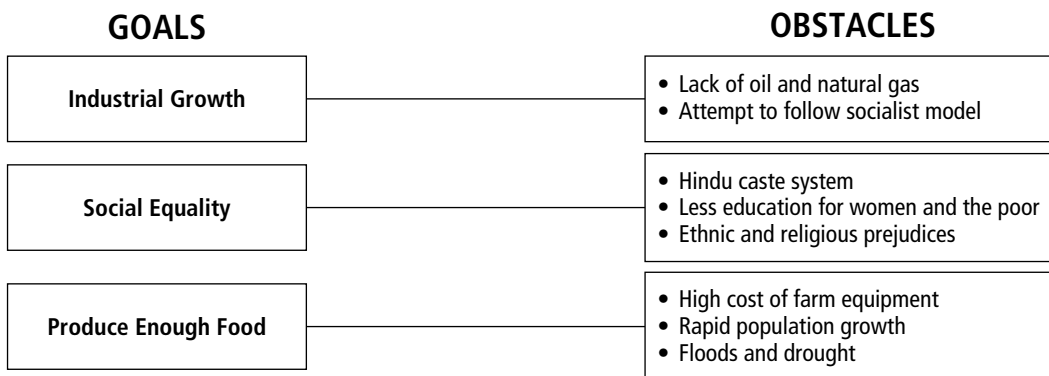 GOALS
OBSTACLES
Industrial Growth
• Lack of oil and natural gas
• Attempt to follow socialist model
Social Equality
• Hindu caste system
• Less education for women and the poor
• Ethnic and religious prejudices
Produce Enough Food
• High cost of farm equipment
• Rapid population growth
• Floods and drought